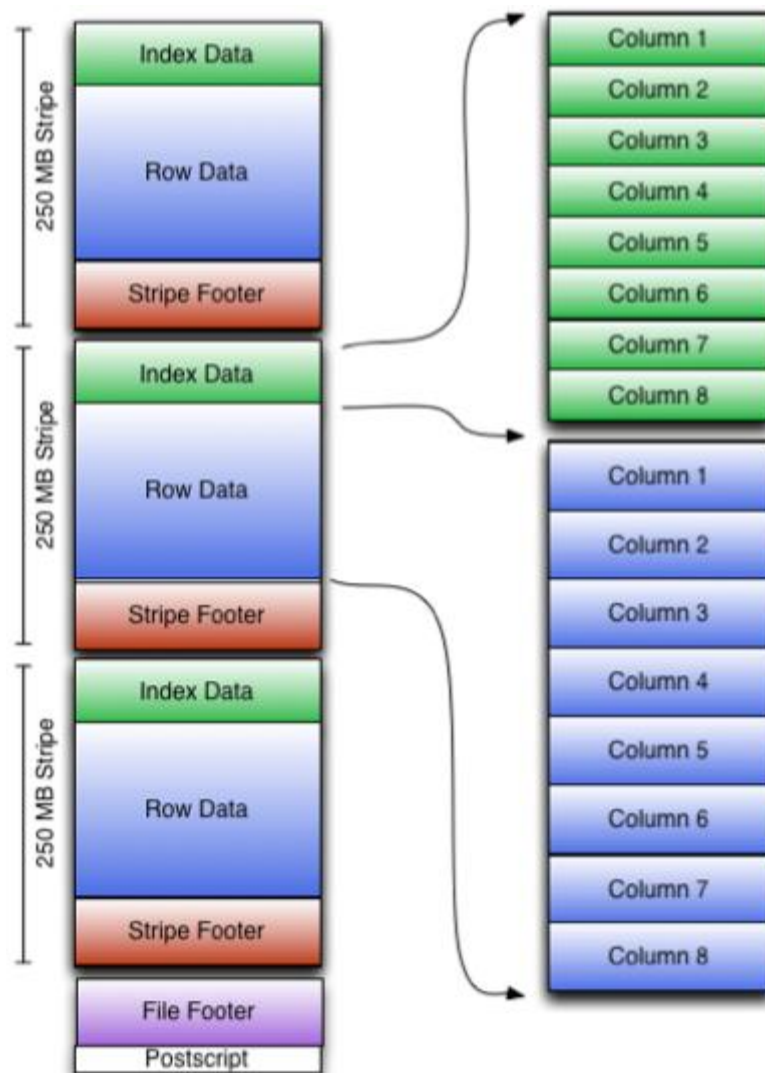 250 MB Stripe
Index Data
Row Data
Stripe Footer
250 MB Stripe
Index Data
Row Data
Stripe Footer
250 MB Stripe
Index Data
Row Data
Stripe Footer
File Footer
Postscript
Column 1
Column 2
Column 3
Column 4
Column 5
Column 6
Column 7
Column 8
Column 1
Column 2
Column 3
Column 4
Column 5
Column 6
Column 7
Column 8